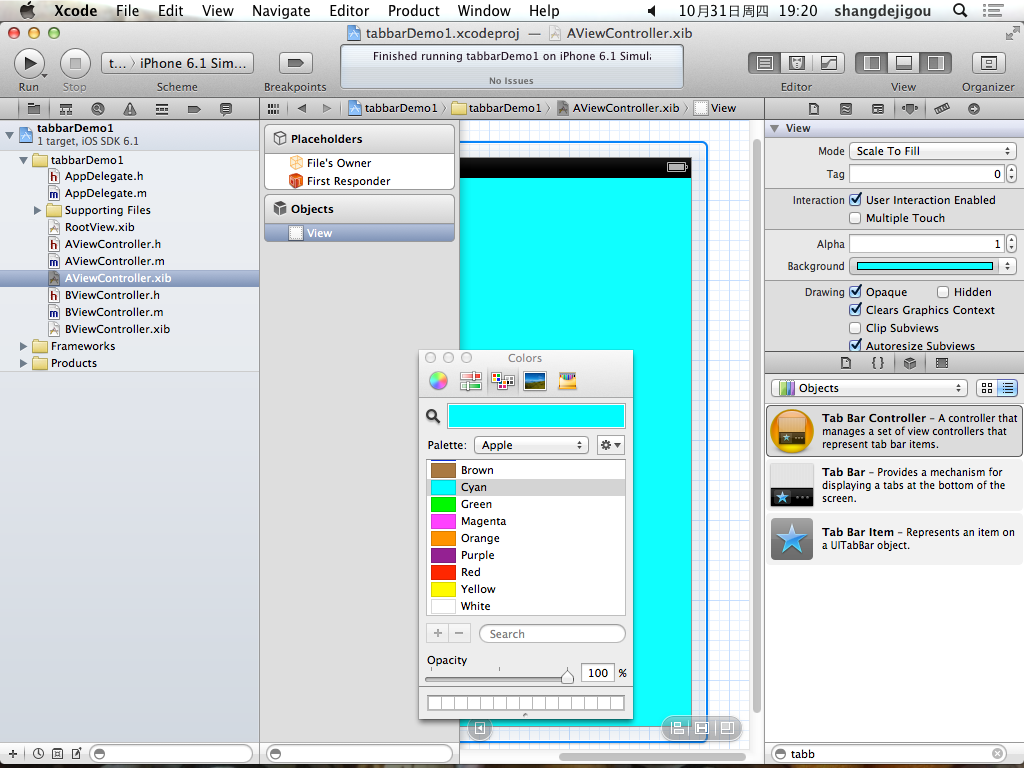 Xcode File Edit View Navigate Editor Product Window Help 10月31日周四 19:20 shangdejigou
tabbarDemo1.xcodeproj — AViewController.xib
t...〉 iPhone 6.1 Sim...
Finished running tabbarDemo1 on iPhone 6.1 Simul
No Issues
Run Stop Scheme Breakpoints Editor View Organizer
tabbarDemo1 tabbarDemo1 AViewController.xib View
tabbarDemo1
1 target, iOS SDK 6.1
tabbarDemo1
AppDelegate.h
AppDelegate.m
Supporting Files
RootView.xib
AViewController.h
AViewController.m
AViewController.xib
BViewController.h
BViewController.m
BViewController.xib
Frameworks
Products
Placeholders
File's Owner
First Responder
Objects
View
Colors
Palette: Apple
Brown
Cyan
Green
Magenta
Orange
Purple
Red
Yellow
White
Search
Opacity
100 %
View
Mode Scale To Fill
Tag 0
Interaction User Interaction Enabled
Multiple Touch
Alpha 1
Background
Drawing Opaque Hidden
Clears Graphics Context
Clip Subviews
Autoresize Subviews
Objects
Tab Bar Controller – A controller that
manages a set of view controllers that
represent tab bar items.
Tab Bar – Provides a mechanism for
displaying a tabs at the bottom of the
screen.
Tab Bar Item – Represents an item on
a UITabBar object.
tabb